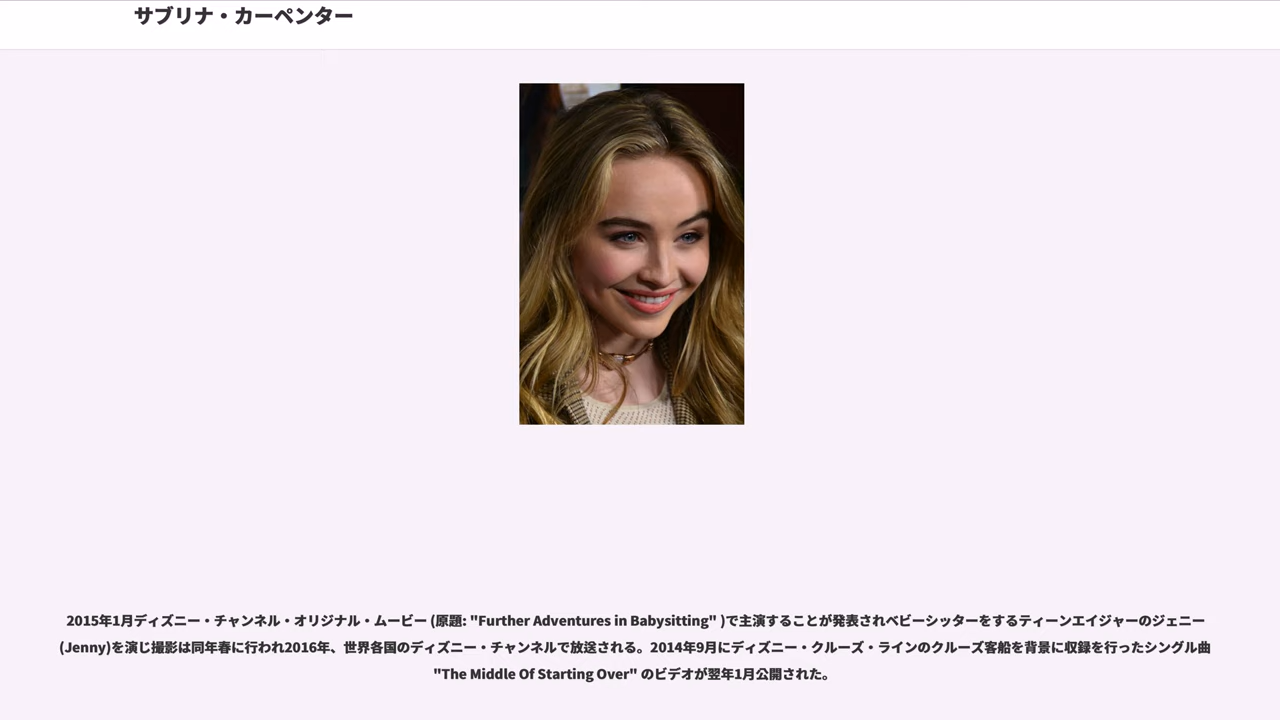 サブリナ・カーペンター
2015年1月ディズニー・チャンネル・オリジナル・ムービー (原題: "Further Adventures in Babysitting" )で主演することが発表されベビーシッターをするティーンエイジャーのジェニー
(Jenny)を演じ撮影は同年春に行われ2016年、世界各国のディズニー・チャンネルで放送される。2014年9月にディズニー・クルーズ・ラインのクルーズ客船を背景に収録を行ったシングル曲
"The Middle Of Starting Over" のビデオが翌年1月公開された。